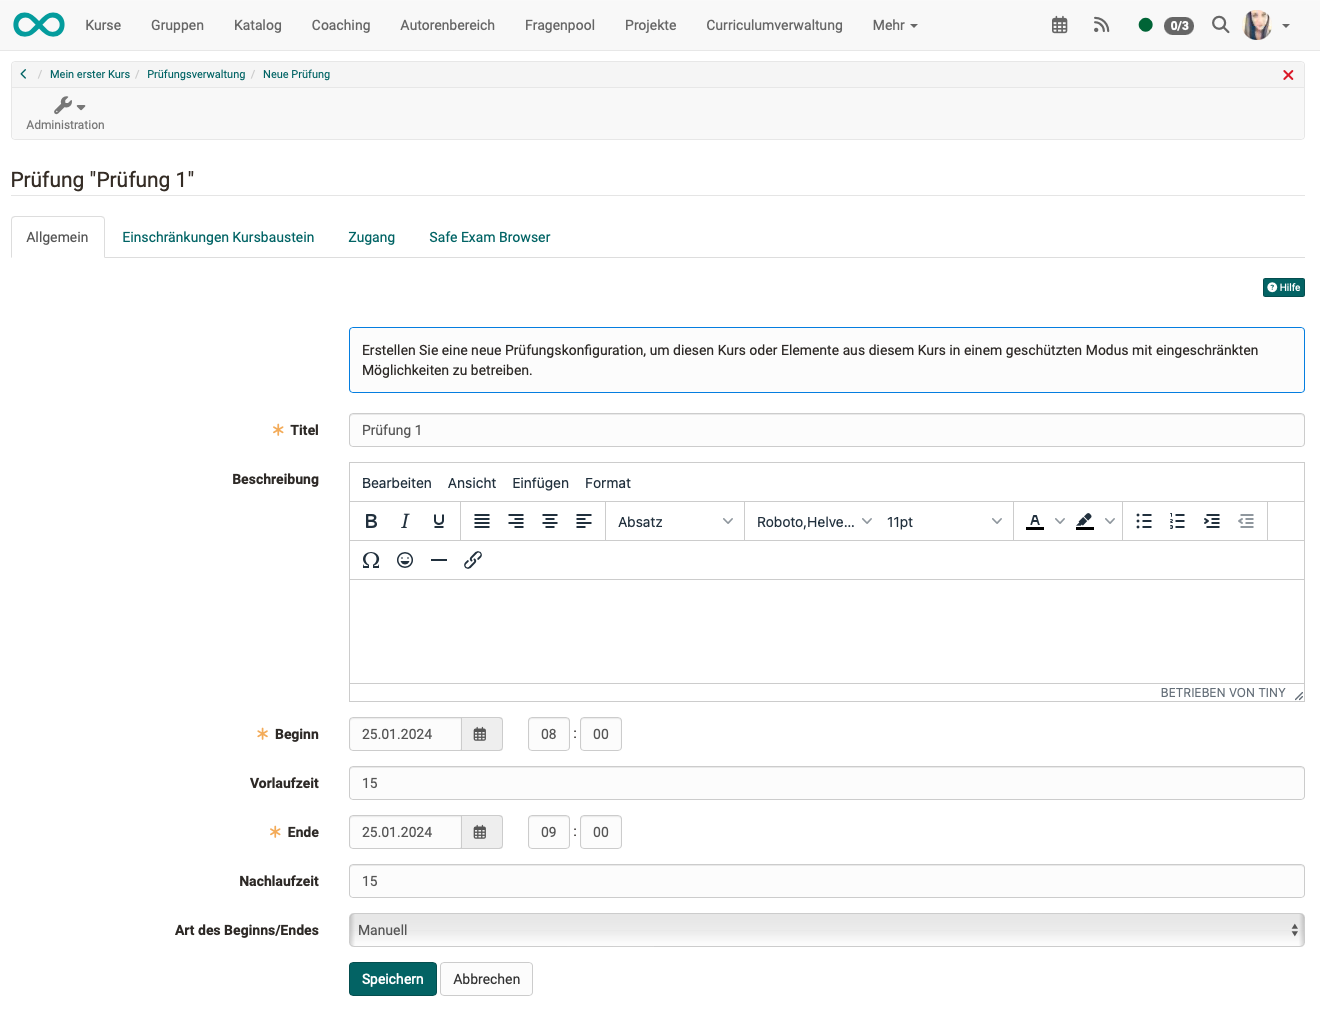 Kurse Gruppen Katalog Coaching Autorenbereich Fragenpool Projekte Curriculumverwaltung Mehr 0/3
/ Mein erster Kurs / Prüfungsverwaltung / Neue Prüfung
Administration
Prüfung "Prüfung 1"
Allgemein Einschränkungen Kursbaustein Zugang Safe Exam Browser
Hilfe
Erstellen Sie eine neue Prüfungskonfiguration, um diesen Kurs oder Elemente aus diesem Kurs in einem geschützten Modus mit eingeschränkten
Möglichkeiten zu betreiben.
Titel Prüfung 1
Beschreibung
Bearbeiten Ansicht Einfügen Format
B I U Absatz Roboto,Helve... 11pt A
Ω
BETRIEBEN VON TINY
Beginn 25.01.2024 08 : 00
Vorlaufzeit 15
Ende 25.01.2024 09 : 00
Nachlaufzeit 15
Art des Beginns/Endes Manuell
Speichern Abbrechen